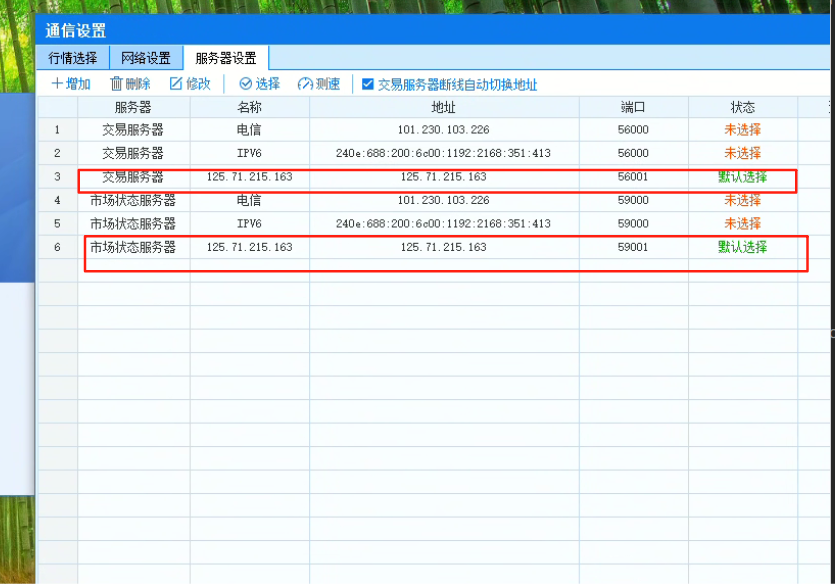 通信设置
行情选择 网络设置 服务器设置
增加 删除 修改 选择 测速 交易服务器断线自动切换地址
服务器 名称 地址 端口 状态
1 交易服务器 电信 101.230.103.226 56000 未选择
2 交易服务器 IPV6 240e:688:200:6c00:1192:2168:351:413 56000 未选择
3 交易服务器 125.71.215.163 125.71.215.163 56001 默认选择
4 市场状态服务器 电信 101.230.103.226 59000 未选择
5 市场状态服务器 IPV6 240e:688:200:6c00:1192:2168:351:413 59000 未选择
6 市场状态服务器 125.71.215.163 125.71.215.163 59001 默认选择